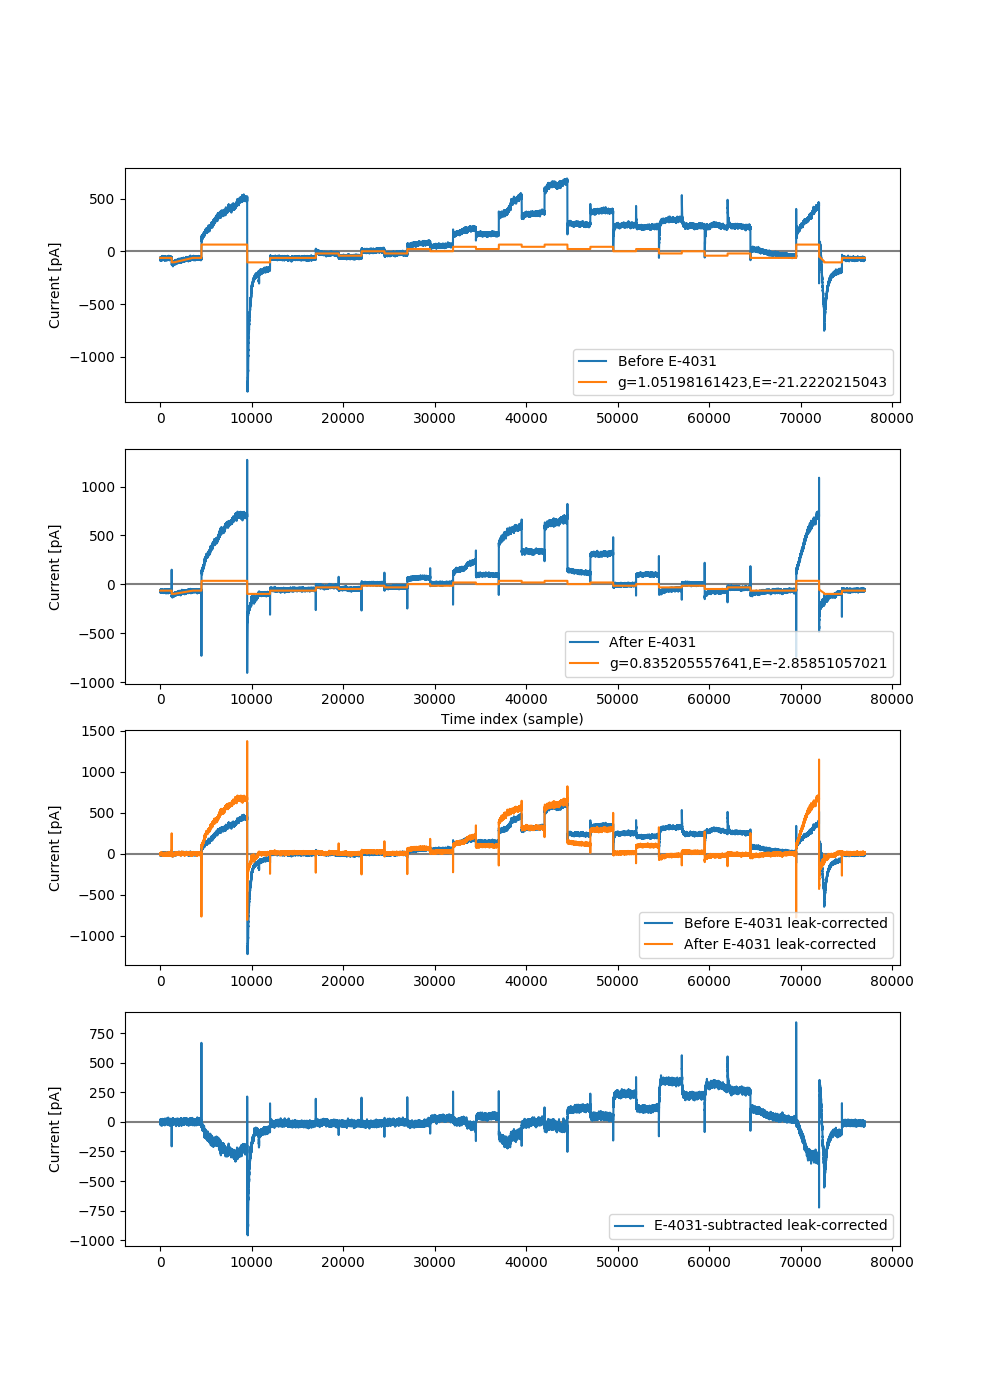 500
0
−500
−1000
Current [pA]
Before E-4031
g=1.05198161423,E=-21.2220215043
0 10000 20000 30000 40000 50000 60000 70000 80000
1000
500
0
−500
−1000
Current [pA]
After E-4031
g=0.835205557641,E=-2.85851057021
0 10000 20000 30000 40000 50000 60000 70000 80000
Time index (sample)
1500
1000
500
0
−500
−1000
Current [pA]
Before E-4031 leak-corrected
After E-4031 leak-corrected
0 10000 20000 30000 40000 50000 60000 70000 80000
750
500
250
0
−250
−500
−750
−1000
Current [pA]
E-4031-subtracted leak-corrected
0 10000 20000 30000 40000 50000 60000 70000 80000